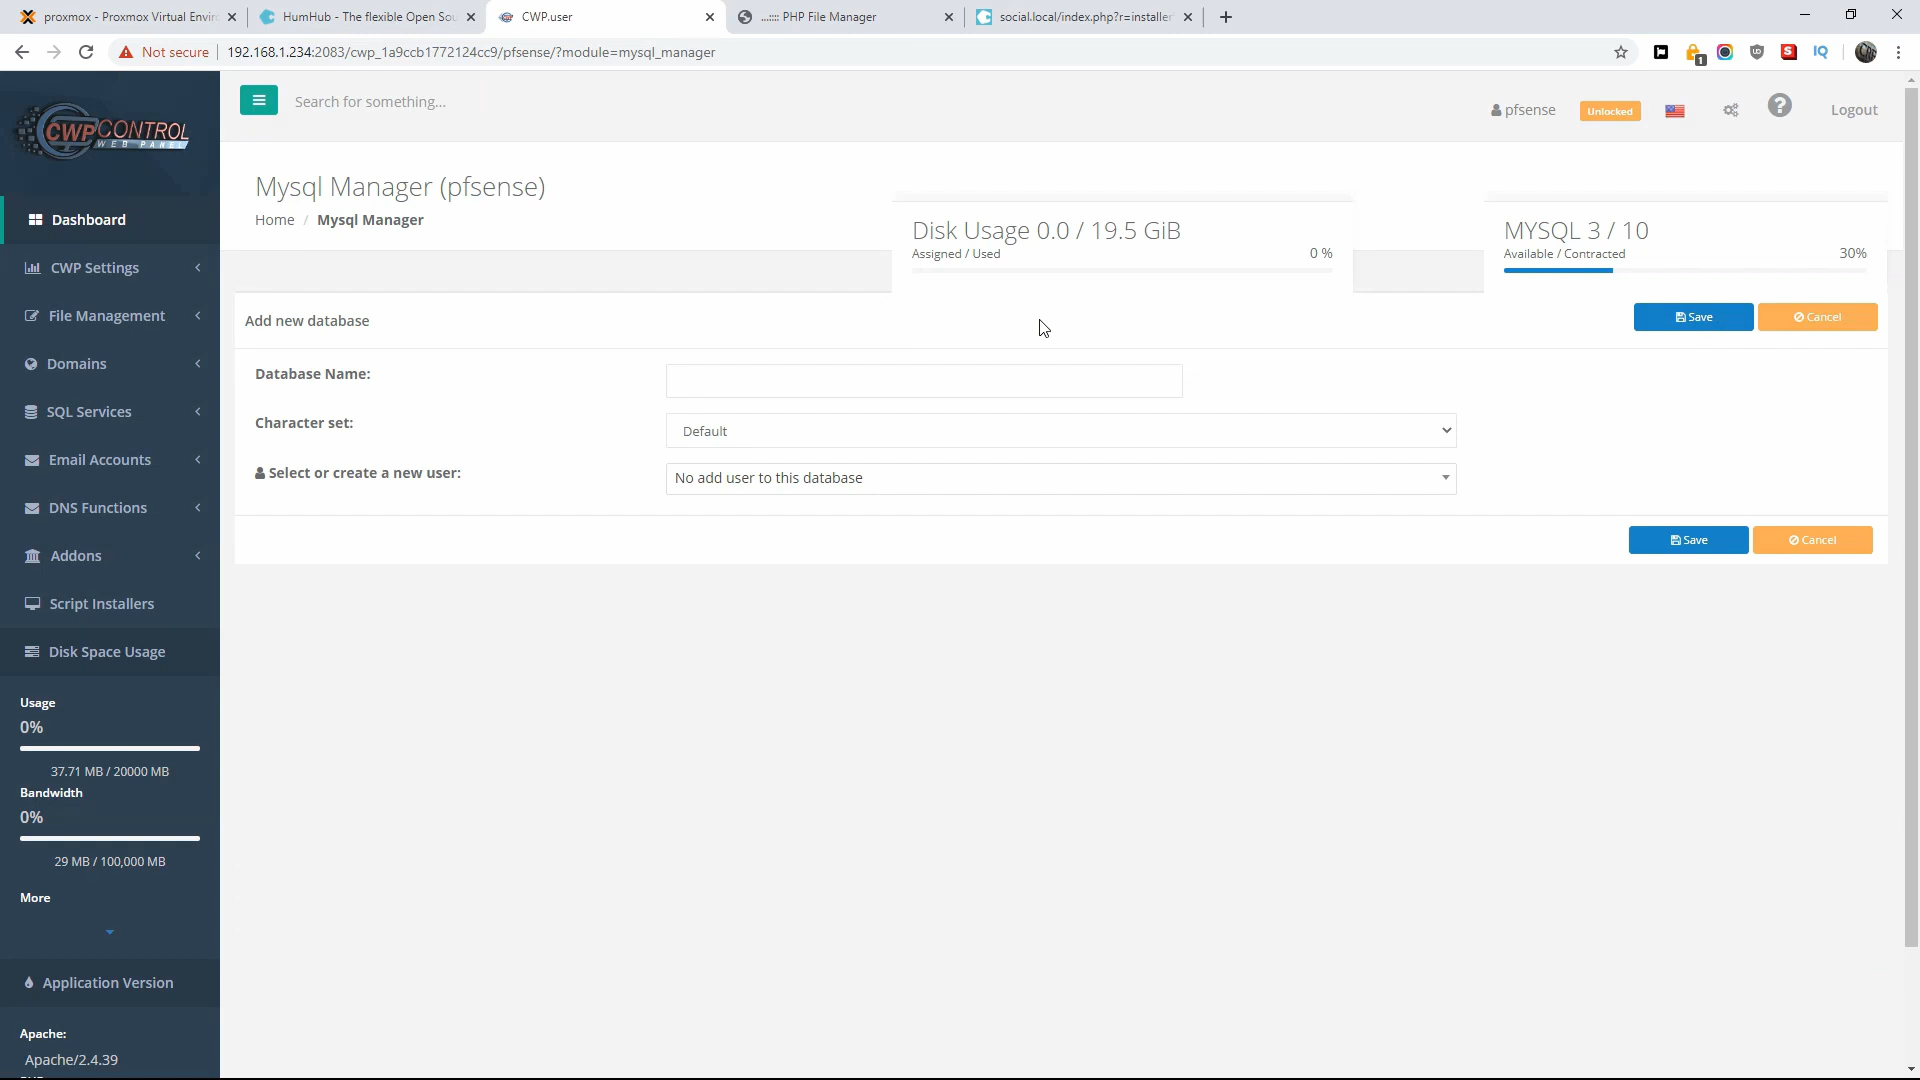 proxmox - Proxmox Virtual Enviro
HumHub - The flexible Open Sou
CWP.user
..:::: PHP File Manager
social.local/index.php?r=installer
Not secure
192.168.1.234:2083/cwp_1a9ccb1772124cc9/pfsense/?module=mysql_manager
1
IQ
CWP CONTROL
WEB PANEL
Search for something...
pfsense
Unlocked
?
Logout
Mysql Manager (pfsense)
Home / Mysql Manager
Disk Usage 0.0 / 19.5 GiB
Assigned / Used
0 %
MYSQL 3 / 10
Available / Contracted
30%
Add new database
Save
Cancel
Database Name:
Character set:
Default
Select or create a new user:
No add user to this database
Save
Cancel
Dashboard
CWP Settings
File Management
Domains
SQL Services
Email Accounts
DNS Functions
Addons
Script Installers
Disk Space Usage
Usage
0%
37.71 MB / 20000 MB
Bandwidth
0%
29 MB / 100,000 MB
More
Application Version
Apache:
Apache/2.4.39